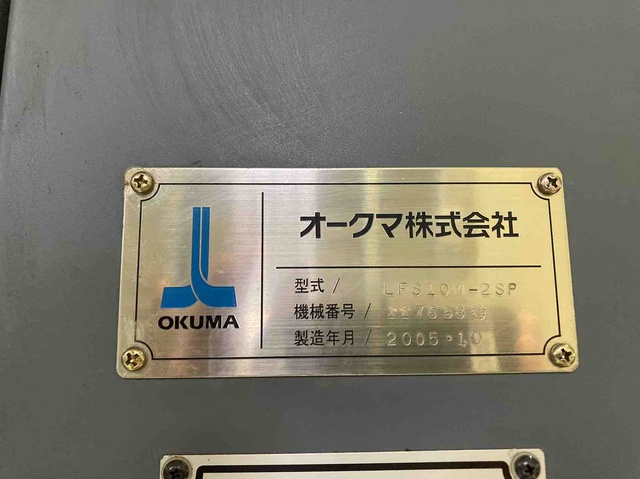 オークマ株式会社
OKUMA
型式 / LFS10M-2SP
機械番号 /
製造年月 / 2005・10